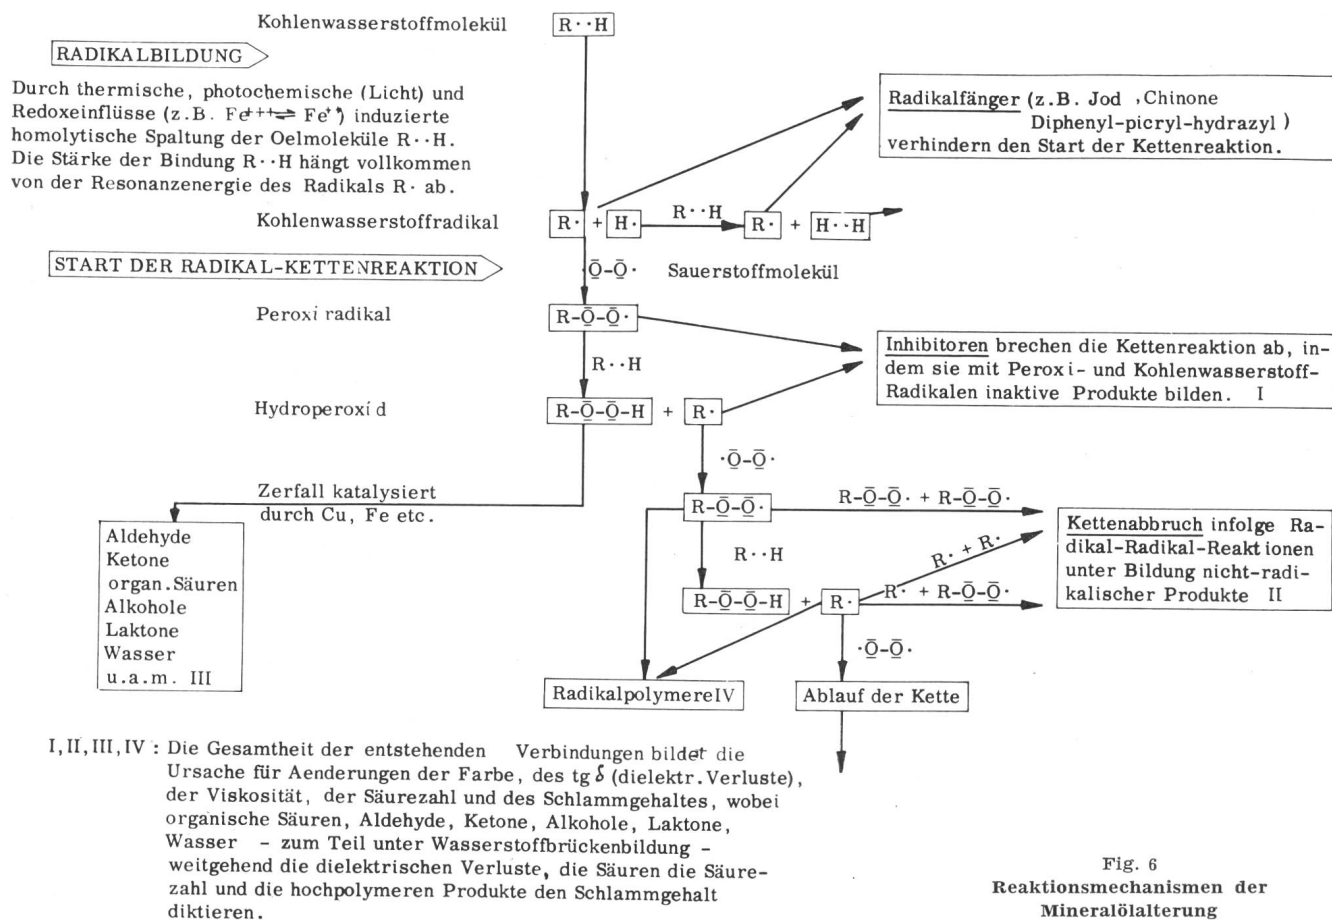 Kohlenwasserstoffmolekül R··H
RADIKALBILDUNG
Durch thermische, photochemische (Licht) und
Redoxeinflüsse (z.B. Fe+++ ⇌ Fe++) induzierte
homolytische Spaltung der Oelmoleküle R··H.
Die Stärke der Bindung R··H hängt vollkommen
von der Resonanzenergie des Radikals R· ab.
Radikalfänger (z.B. Jod ,Chinone
Diphenyl-picryl-hydrazyl )
verhindern den Start der Kettenreaktion.
Kohlenwasserstoffradikal R· + H· R··H R· + H··H
START DER RADIKAL-KETTENREAKTION
·Ō̲-Ō̲· Sauerstoffmolekül
Peroxi radikal R-Ō̲-Ō̲·
R··H
Inhibitoren brechen die Kettenreaktion ab, in-
dem sie mit Peroxi- und Kohlenwasserstoff-
Radikalen inaktive Produkte bilden. I
Hydroperoxid R-Ō̲-Ō̲-H + R·
·Ō̲-Ō̲·
Zerfall katalysiert
durch Cu, Fe etc.
R-Ō̲-Ō̲· R-Ō̲-Ō̲· + R-Ō̲-Ō̲·
Aldehyde
Ketone
organ.Säuren
Alkohole
Laktone
Wasser
u.a.m. III
R··H
R· + R·
Kettenabbruch infolge Ra-
dikal-Radikal-Reaktionen
unter Bildung nicht-radi-
kalischer Produkte II
R-Ō̲-Ō̲-H + R· R· + R-Ō̲-Ō̲·
·Ō̲-Ō̲·
RadikalpolymereIV Ablauf der Kette
I,II,III,IV : Die Gesamtheit der entstehenden Verbindungen bildet die
Ursache für Aenderungen der Farbe, des tg δ (dielektr.Verluste),
der Viskosität, der Säurezahl und des Schlammgehaltes, wobei
organische Säuren, Aldehyde, Ketone, Alkohole, Laktone,
Wasser - zum Teil unter Wasserstoffbrückenbildung -
weitgehend die dielektrischen Verluste, die Säuren die Säure-
zahl und die hochpolymeren Produkte den Schlammgehalt
diktieren.
Fig. 6
Reaktionsmechanismen der
Mineralölalterung